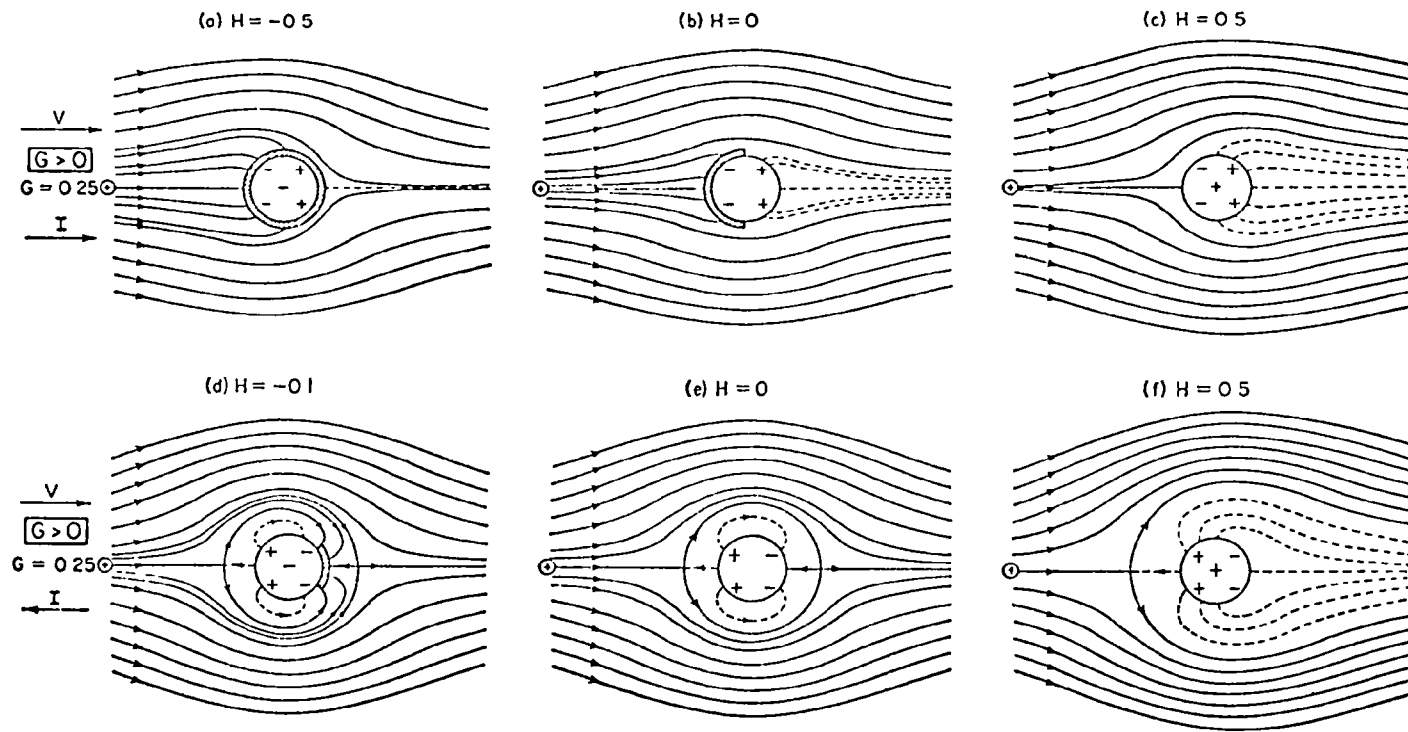 (a) H = -0 5
(b) H = 0
(c) H = 0 5
V
G > 0
G = 0 25 +
I
- +
-
- +
- +
- +
- +
+
- +
(d) H = -0 1
(e) H = 0
(f) H = 0 5
V
G > 0
G = 0 25 +
I
+ -
-
+ -
+ -
+ -
+ -
+
+ -